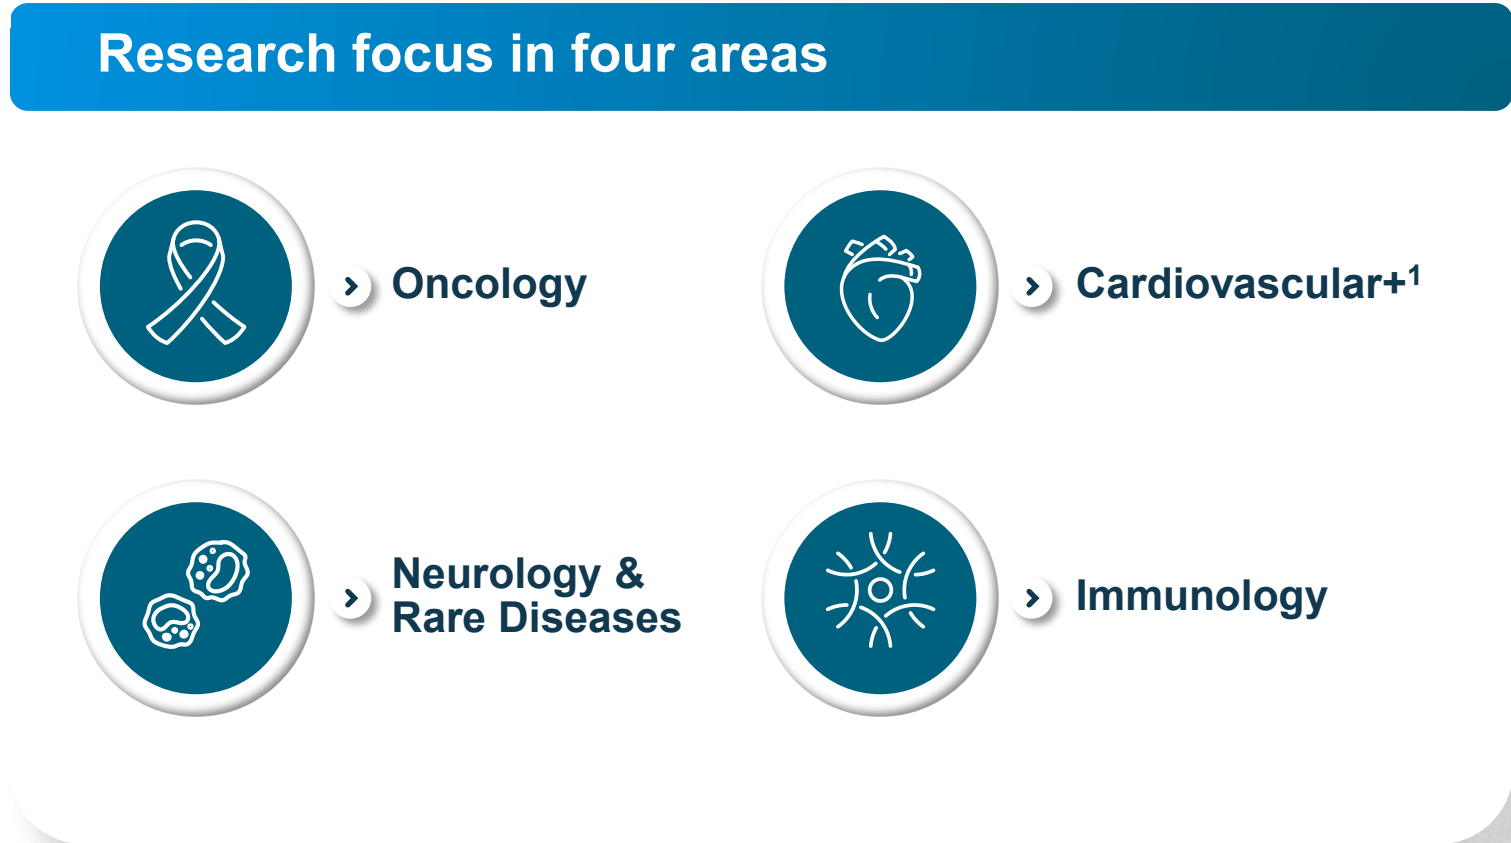 Research focus in four areas
Oncology
Cardiovascular+¹
Neurology &
Rare Diseases
Immunology